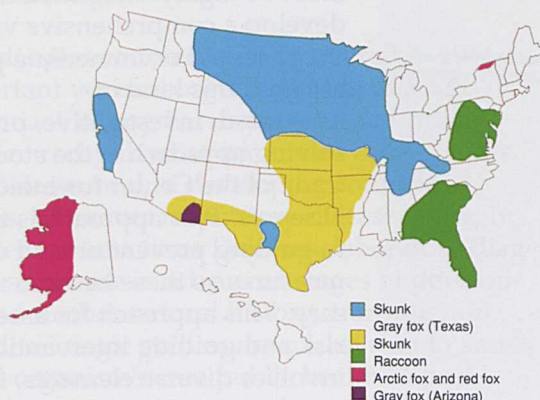 Skunk
Gray fox (Texas)
Skunk
Raccoon
Arctic fox and red fox
Gray fox (Arizona)